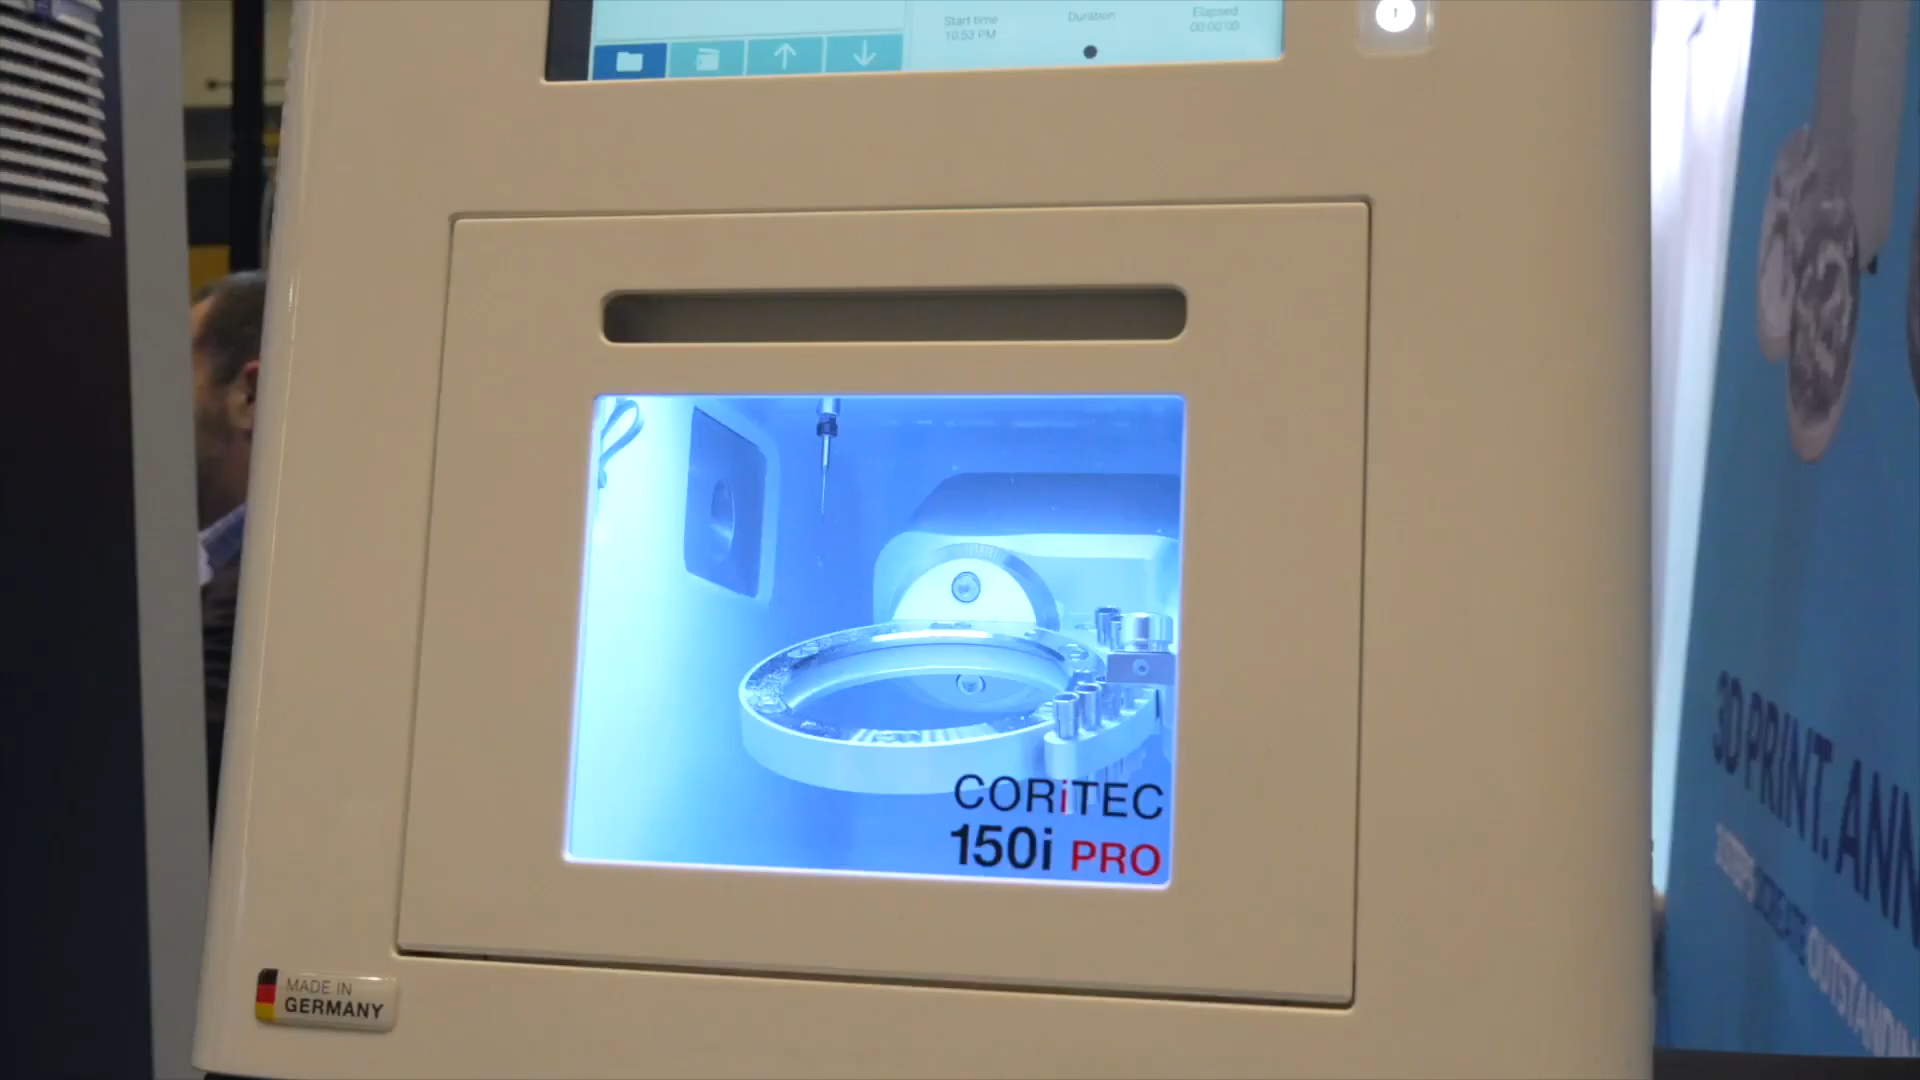 Start time
10:53 PM
Duration
Elapsed
00:00:00
CORiTEC
150i PRO
MADE IN
GERMANY
3D PRINT. ANN